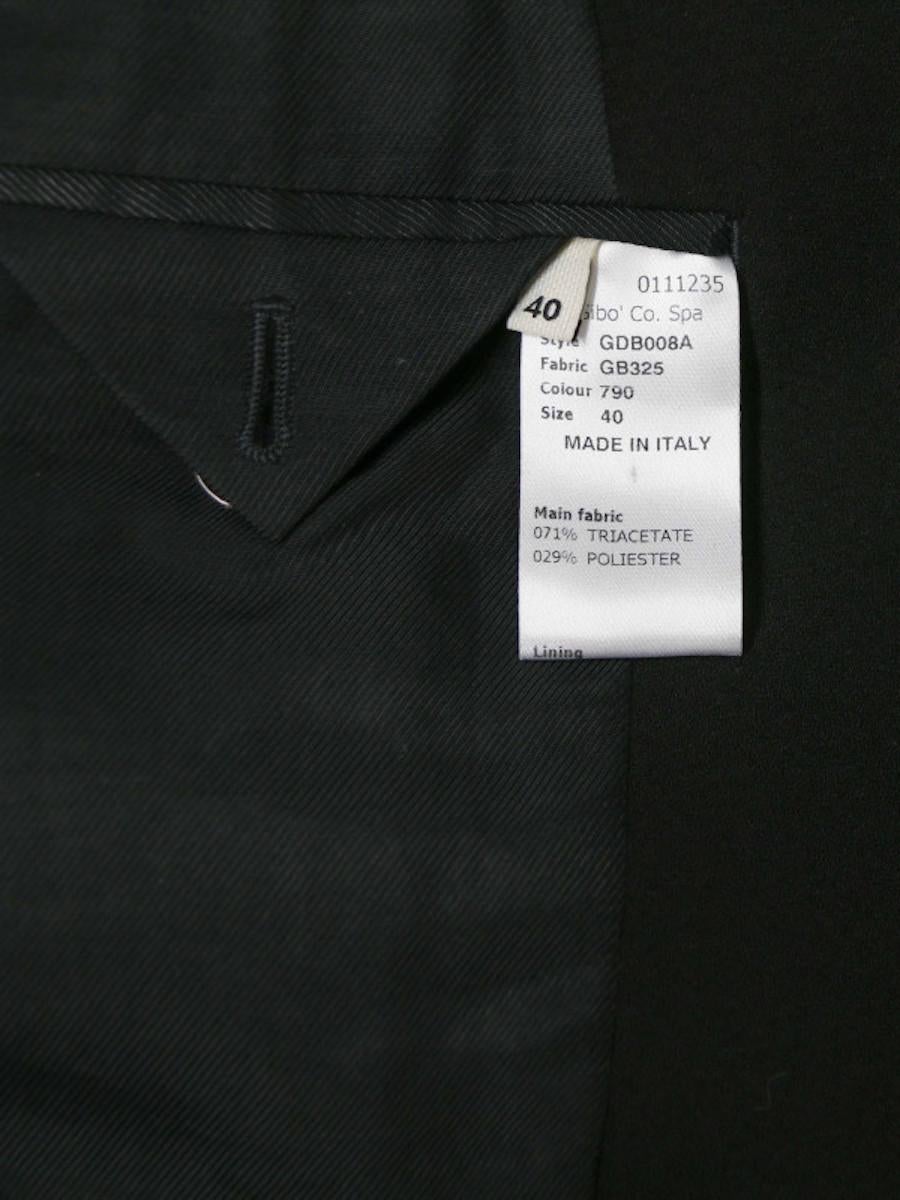 0111235
40
Gibo' Co. Spa
Style GDB008A
Fabric GB325
Colour 790
Size 40
MADE IN ITALY
Main fabric
071% TRIACETATE
029% POLIESTER
Lining